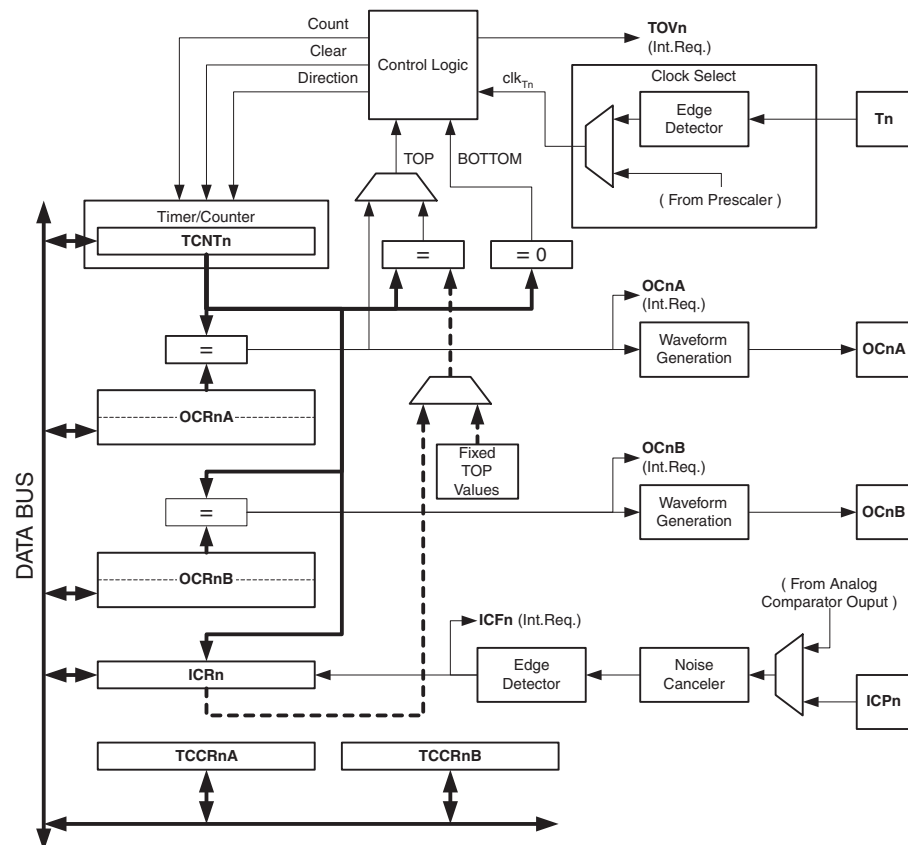 Count
Clear
Direction
Control Logic
TOVn
(Int.Req.)
clkTn
Clock Select
Edge
Detector
Tn
( From Prescaler )
TOP
BOTTOM
Timer/Counter
TCNTn
=
= 0
OCnA
(Int.Req.)
=
Waveform
Generation
OCnA
OCRnA
Fixed
TOP
Values
OCnB
(Int.Req.)
=
Waveform
Generation
OCnB
OCRnB
DATA BUS
( From Analog
Comparator Ouput )
ICFn (Int.Req.)
ICRn
Edge
Detector
Noise
Canceler
ICPn
TCCRnA
TCCRnB